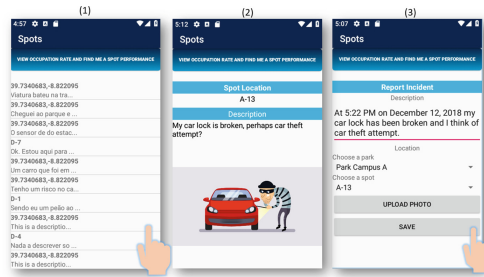 (1)
4:57
Spots
VIEW OCCUPATION RATE AND FIND ME A SPOT PERFORMANCE
39.7340683,-8.822095
Viatura bateu na tra...
39.7340683,-8.822095
Cheguei ao parque e ...
39.7340683,-8.822095
O sensor de do estac...
D-7
Ok. Estou aqui para ...
39.7340683,-8.822095
Um carro que foi em...
39.7340683,-8.822095
Tenho um risco no ca...
D-1
Sendo eu um peão ao ...
39.7340683,-8.822095
This is a descriptio...
D-4
Nada a descrever so ...
39.7340683,-8.822095
This is a descriptio...
(2)
5:12
Spots
VIEW OCCUPATION RATE AND FIND ME A SPOT PERFORMANCE
Spot Location
A-13
Description
My car lock is broken, perhaps car theft
attempt?
(3)
5:07
Spots
VIEW OCCUPATION RATE AND FIND ME A SPOT PERFORMANCE
Report Incident
Description
At 5:22 PM on December 12, 2018 my
car lock has been broken and I think of
car theft attempt.
Location
Choose a park
Park Campus A
Choose a spot
A-13
UPLOAD PHOTO
SAVE